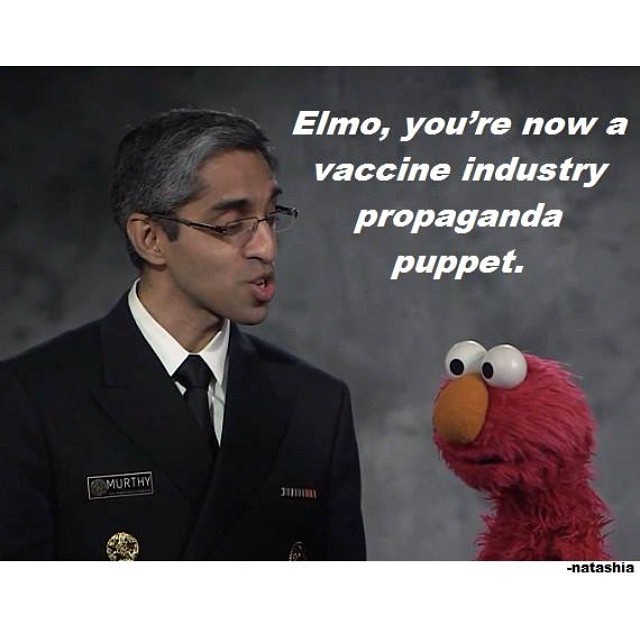 Elmo, you're now a
vaccine industry
propaganda
puppet.
MURTHY
-natashia